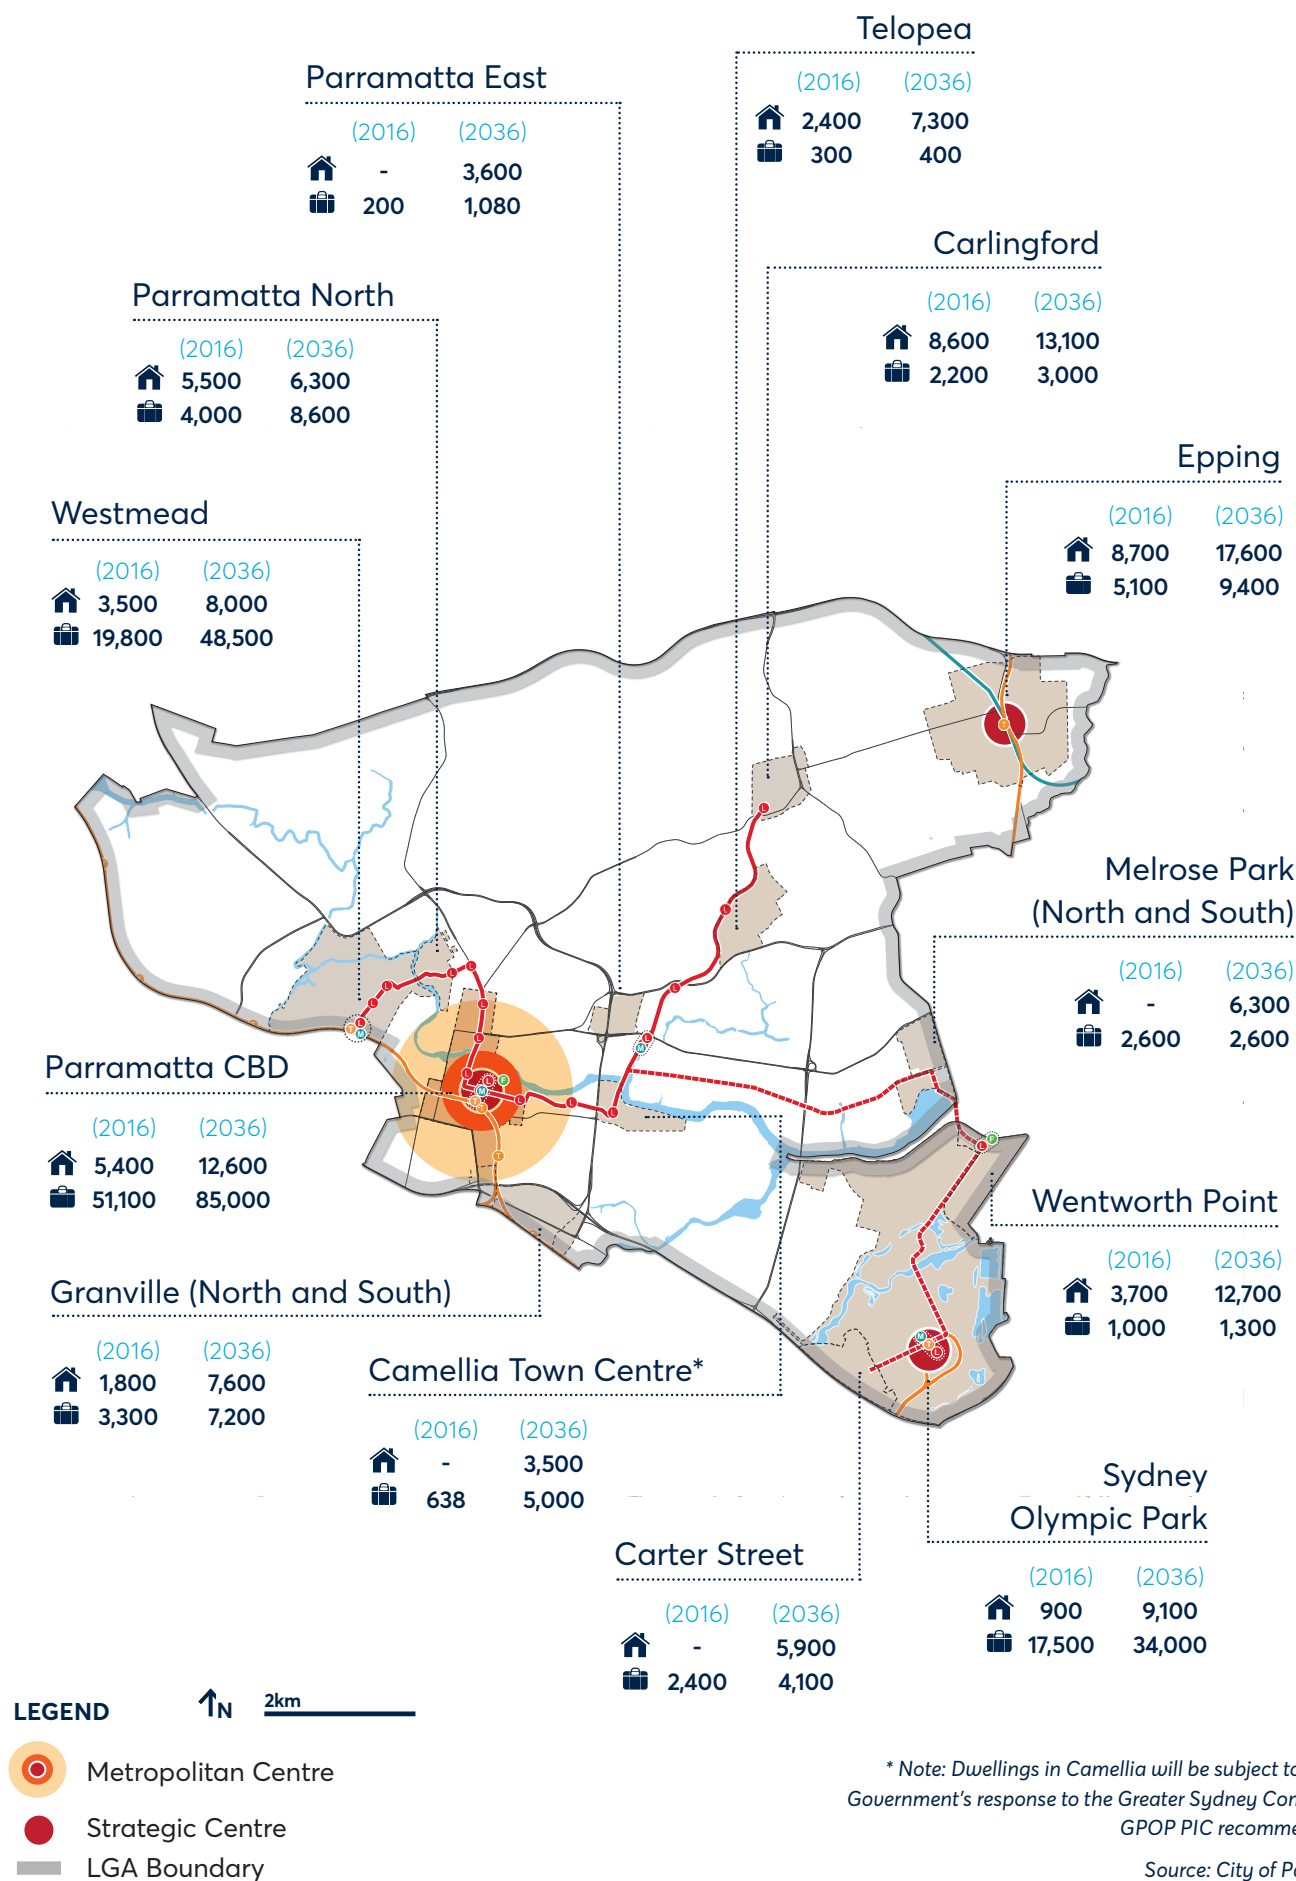 Telopea
(2016) (2036)
2,400 7,300
300 400
Parramatta East
(2016) (2036)
- 3,600
200 1,080
Carlingford
(2016) (2036)
8,600 13,100
2,200 3,000
Parramatta North
(2016) (2036)
5,500 6,300
4,000 8,600
Epping
(2016) (2036)
8,700 17,600
5,100 9,400
Westmead
(2016) (2036)
3,500 8,000
19,800 48,500
Melrose Park
(North and South)
(2016) (2036)
- 6,300
2,600 2,600
Parramatta CBD
(2016) (2036)
5,400 12,600
51,100 85,000
Wentworth Point
(2016) (2036)
3,700 12,700
1,000 1,300
Granville (North and South)
(2016) (2036)
1,800 7,600
3,300 7,200
Camellia Town Centre*
(2016) (2036)
- 3,500
638 5,000
Sydney
Olympic Park
(2016) (2036)
900 9,100
17,500 34,000
Carter Street
(2016) (2036)
- 5,900
2,400 4,100
LEGEND
N
2km
Metropolitan Centre
Strategic Centre
LGA Boundary
* Note: Dwellings in Camellia will be subject to
Government's response to the Greater Sydney
GPOP PIC
Source: City of